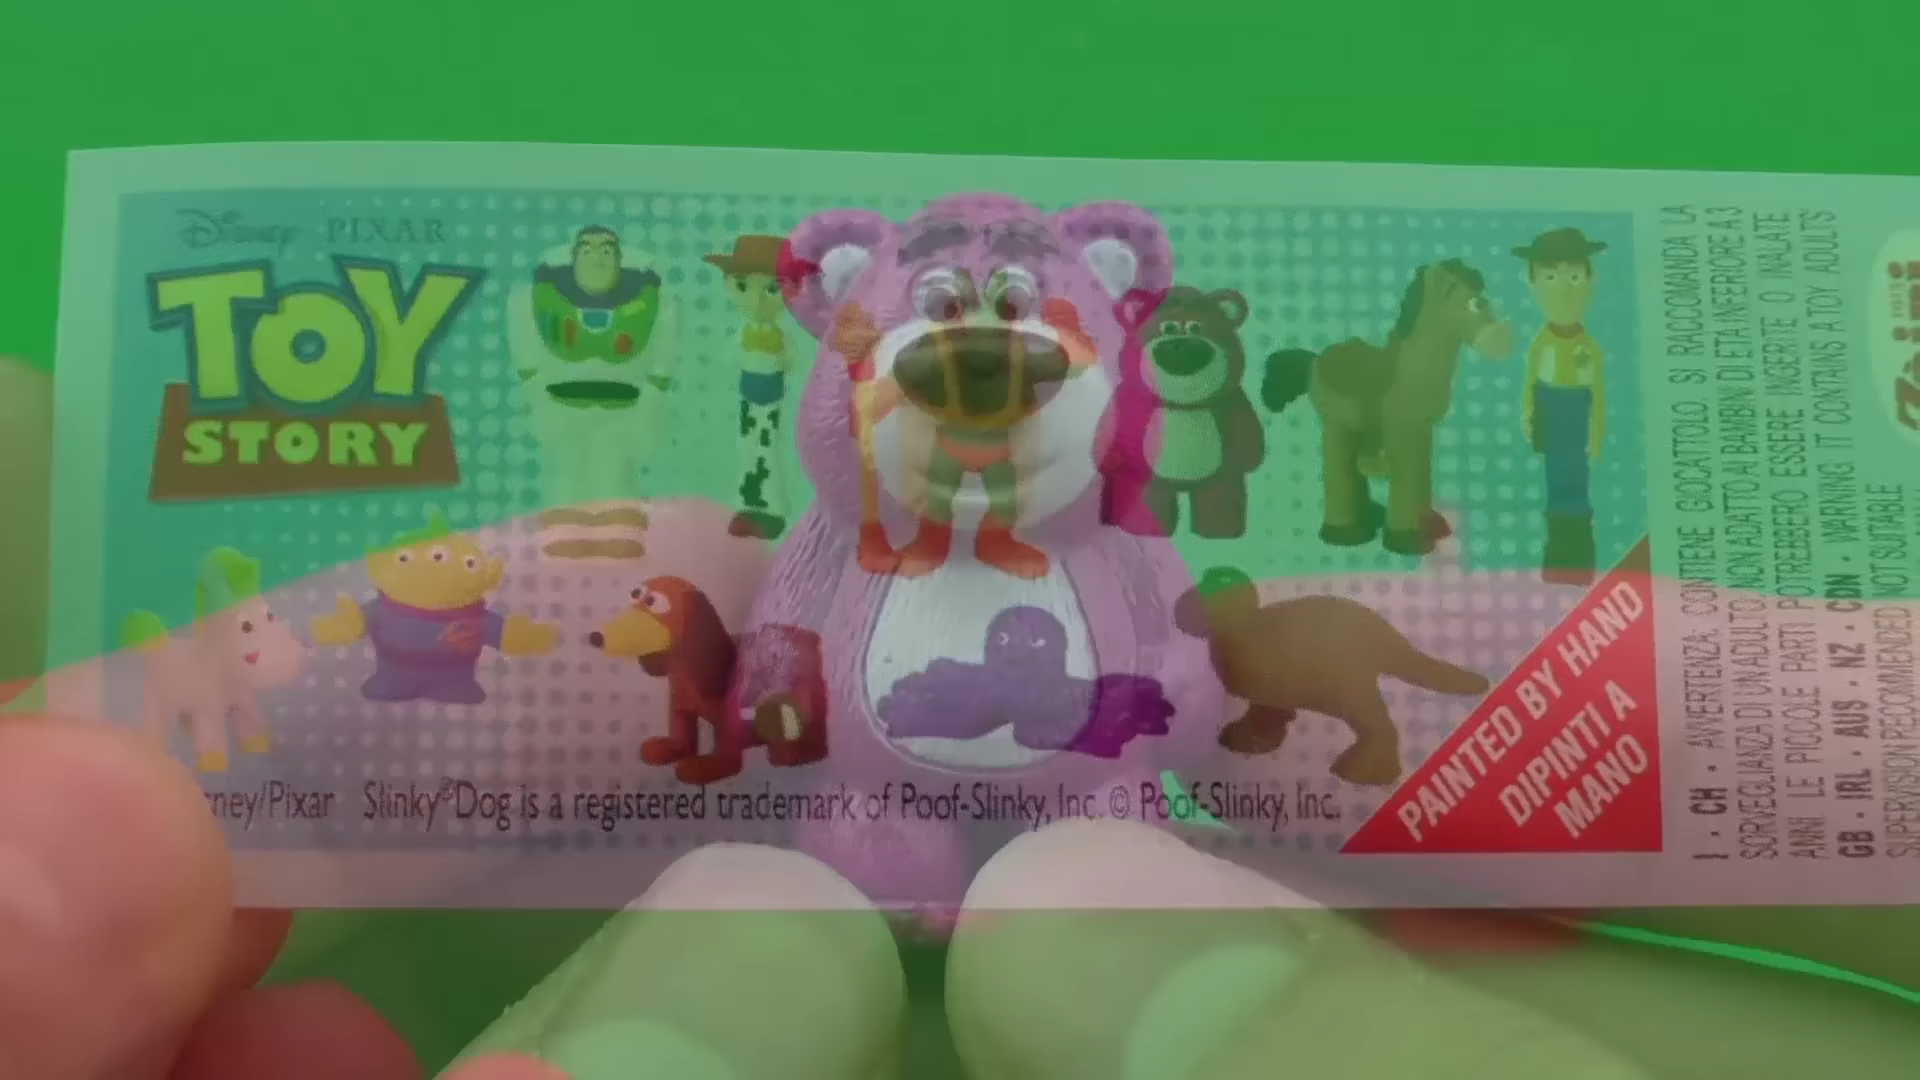 Disney PIXAR
TOY
STORY
ney/Pixar Slinky® Dog is a registered trademark of Poof-Slinky, Inc. © Poof-Slinky, Inc.
PAINTED BY HAND
DIPINTI A
MANO
I • CH • AVVERTENZA: CONTIENE GIOCATTOLO. SI RACCOMANDA LA
SORVEGLIANZA DI UN ADULTO. NON ADATTO AI BAMBINI DI ETÀ INFERIORE A 3
ANNI LE PICCOLE PARTI POTREBBERO ESSERE INGERITE O INALATE
GB • IRL • AUS • NZ • CDN • WARNING: IT CONTAINS A TOY ADULTS'
SUPERVISION RECOMMENDED NOT SUITABLE